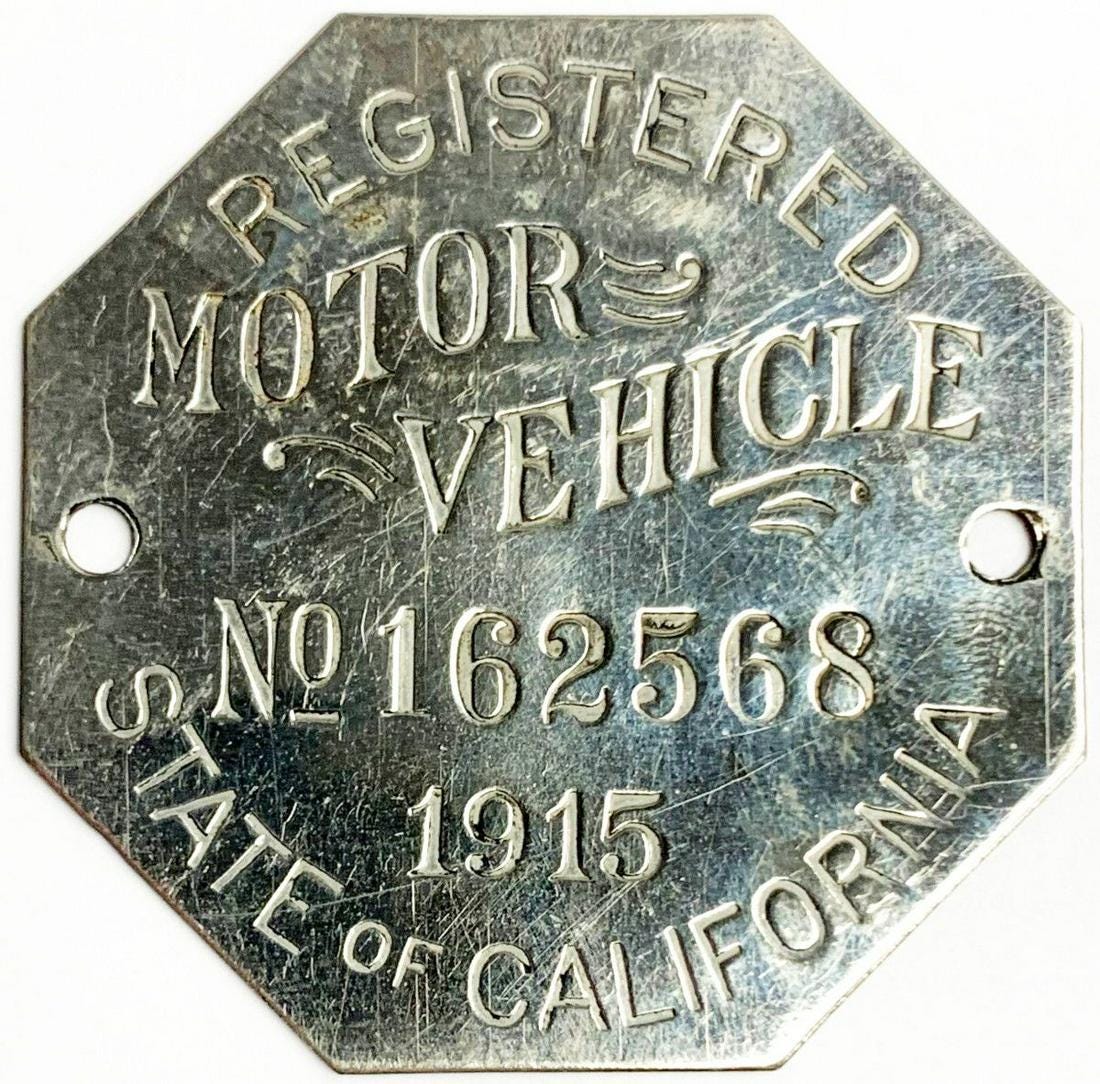 REGISTERED
MOTOR
VEHICLE
No 162568
1915
STATE OF CALIFORNIA